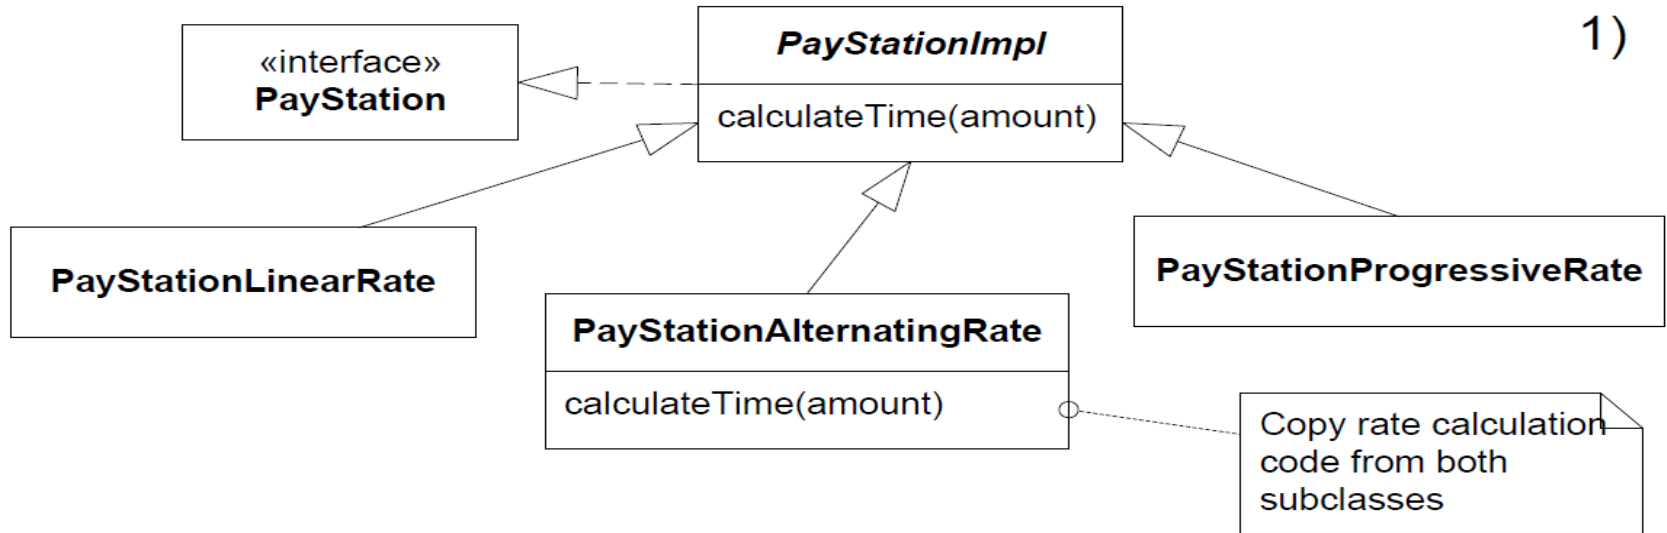 1)
«interface»
PayStation
PayStationImpl
calculateTime(amount)
PayStationLinearRate
PayStationAlternatingRate
calculateTime(amount)
PayStationProgressiveRate
Copy rate calculation
code from both
subclasses